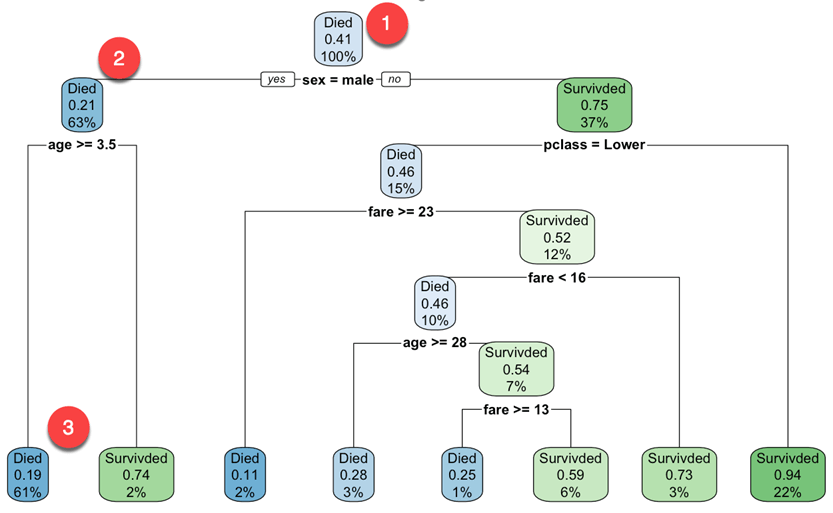 1
Died
0.41
100%
yes sex = male no
2
Died
0.21
63%
Survivded
0.75
37%
age >= 3.5
pclass = Lower
Died
0.46
15%
fare >= 23
Survivded
0.52
12%
fare < 16
Died
0.46
10%
age >= 28
Survivded
0.54
7%
fare >= 13
3
Died
0.19
61%
Survivded
0.74
2%
Died
0.11
2%
Died
0.28
3%
Died
0.25
1%
Survivded
0.59
6%
Survivded
0.73
3%
Survivded
0.94
22%